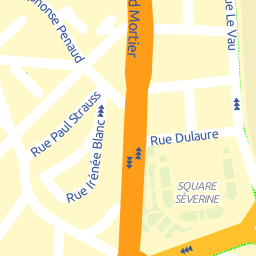 phonse Penaud
d Mortier
ue Le Vau
Rue Paul Strauss
Rue Irénée Blanc
Rue Dulaure
SQUARE
SÉVERINE